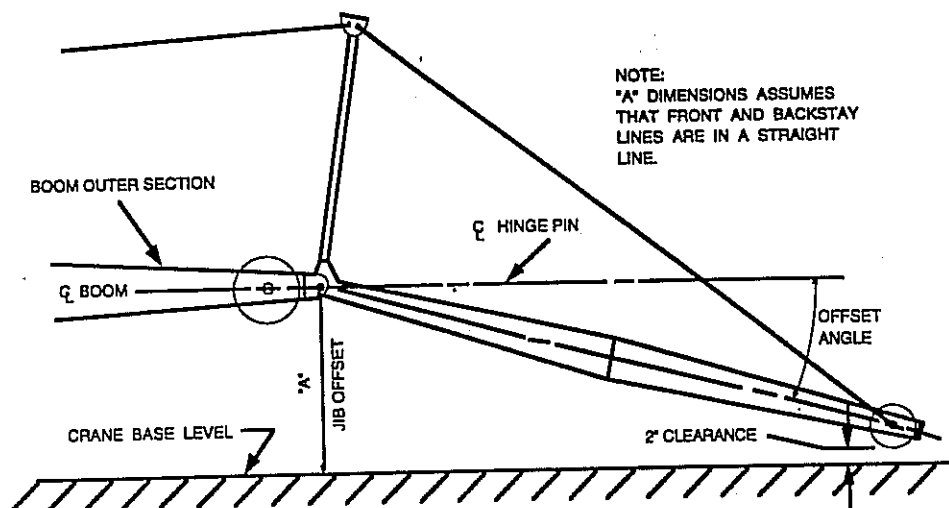 NOTE:
"A" DIMENSIONS ASSUMES
THAT FRONT AND BACKSTAY
LINES ARE IN A STRAIGHT
LINE.
BOOM OUTER SECTION
℄ HINGE PIN
℄ BOOM
OFFSET
ANGLE
"A"
JIB OFFSET
CRANE BASE LEVEL
2" CLEARANCE